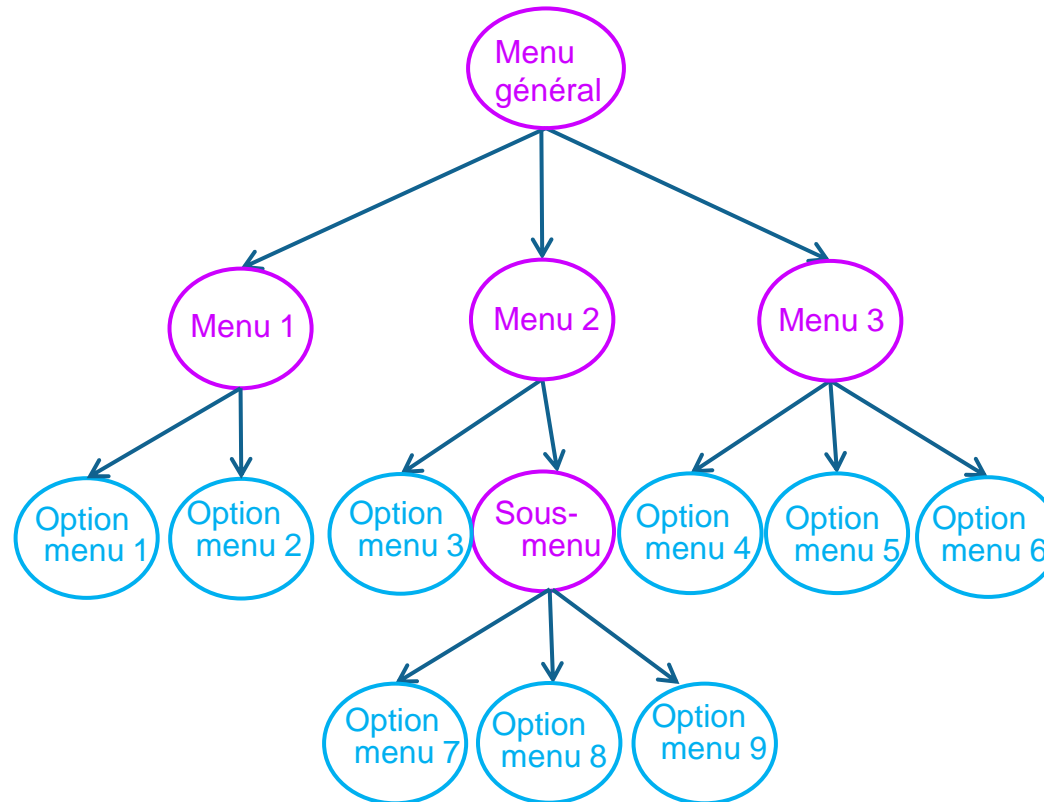 Menu
général
Menu 1
Menu 2
Menu 3
Option
menu 1
Option
menu 2
Option
menu 3
Sous-
menu
Option
menu 4
Option
menu 5
Option
menu 6
Option
menu 7
Option
menu 8
Option
menu 9